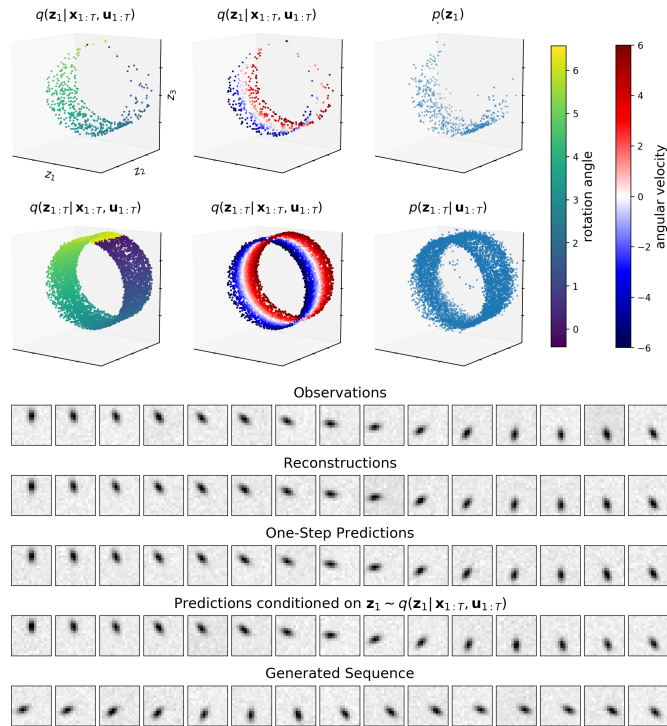 q(z₁ | x₁:T, u₁:T)
q(z₁ | x₁:T, u₁:T)
p(z₁)
z₁
z₂
z₃
q(z₁:T | x₁:T, u₁:T)
q(z₁:T | x₁:T, u₁:T)
p(z₁:T | u₁:T)
6
5
4
3
2
1
0
rotation angle
6
4
2
0
−2
−4
−6
angular velocity
Observations
Reconstructions
One-Step Predictions
Predictions conditioned on z₁ ~ q(z₁ | x₁:T, u₁:T)
Generated Sequence